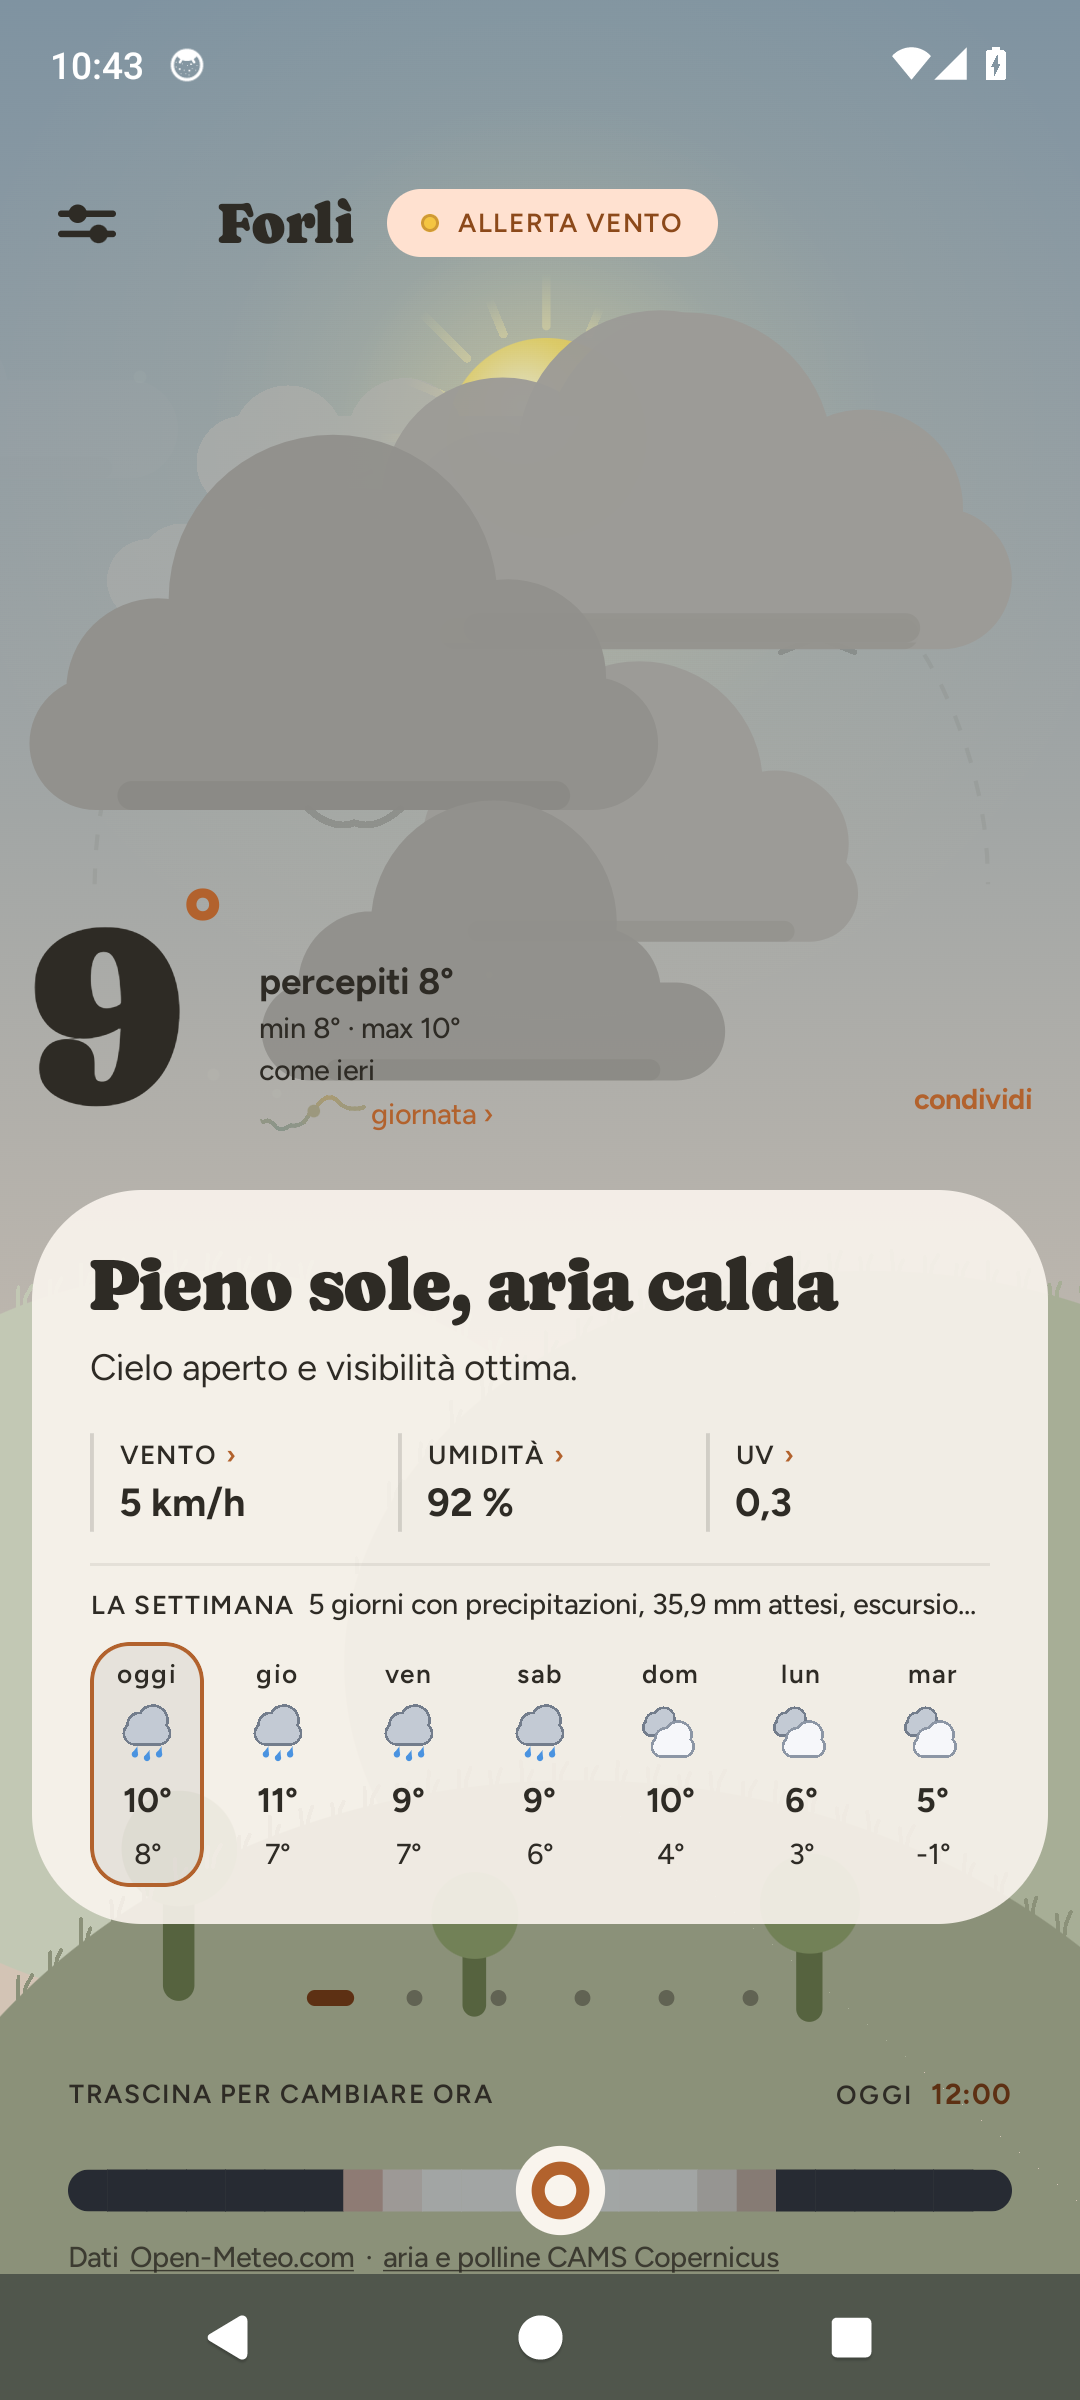 10:43
Forlì
ALLERTA VENTO
9°
percepiti 8°
min 8° · max 10°
come ieri
giornata ›
condividi
Pieno sole, aria calda
Cielo aperto e visibilità ottima.
VENTO › UMIDITÀ › UV ›
5 km/h 92 % 0,3
LA SETTIMANA 5 giorni con precipitazioni, 35,9 mm attesi, escursio...
oggi gio ven sab dom lun mar
10° 11° 9° 9° 10° 6° 5°
8° 7° 7° 6° 4° 3° -1°
TRASCINA PER CAMBIARE ORA OGGI 12:00
Dati Open-Meteo.com · aria e polline CAMS Copernicus